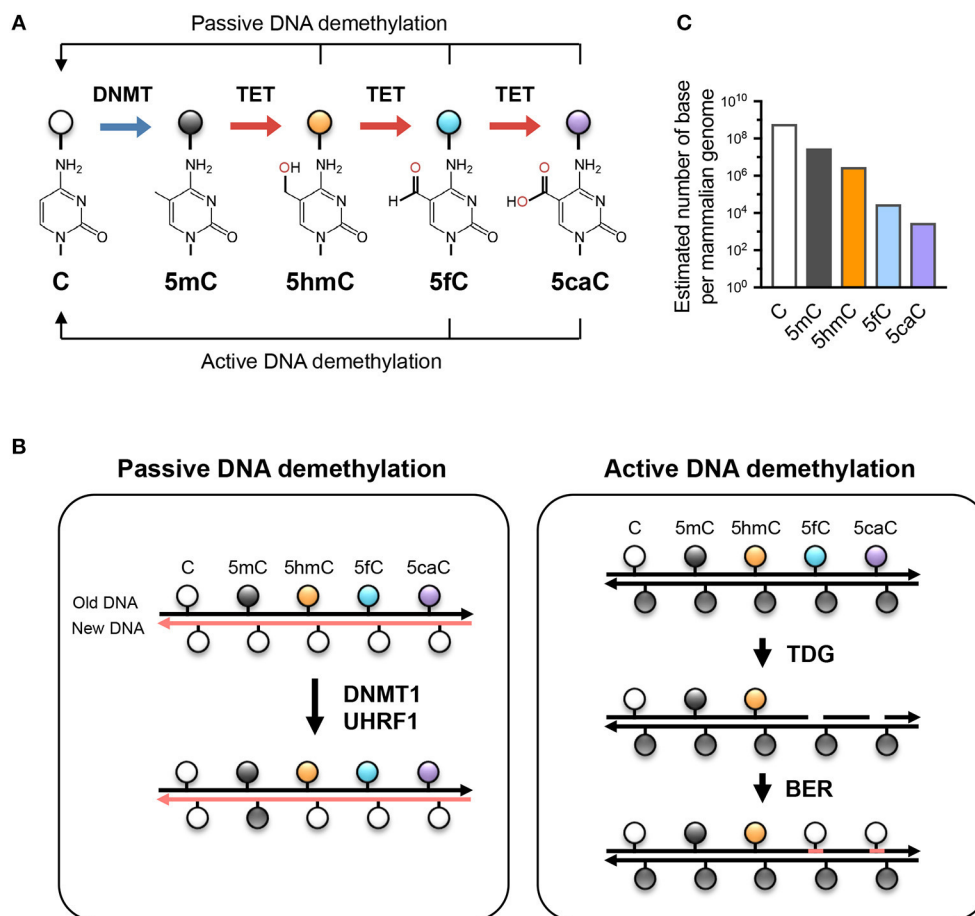 A
Passive DNA demethylation
DNMT TET TET TET
NH2 OH NH2 O NH2 O NH2 NH2
H HO
N N N N N
N O N O N O N O N O
C 5mC 5hmC 5fC 5caC
Active DNA demethylation
C
Estimated number of base
per mammalian genome
10^10
10^8
10^6
10^4
10^2
10^0
C 5mC 5hmC 5fC 5caC
B
Passive DNA demethylation
C 5mC 5hmC 5fC 5caC
Old DNA
New DNA
DNMT1
UHRF1
Active DNA demethylation
C 5mC 5hmC 5fC 5caC
TDG
BER